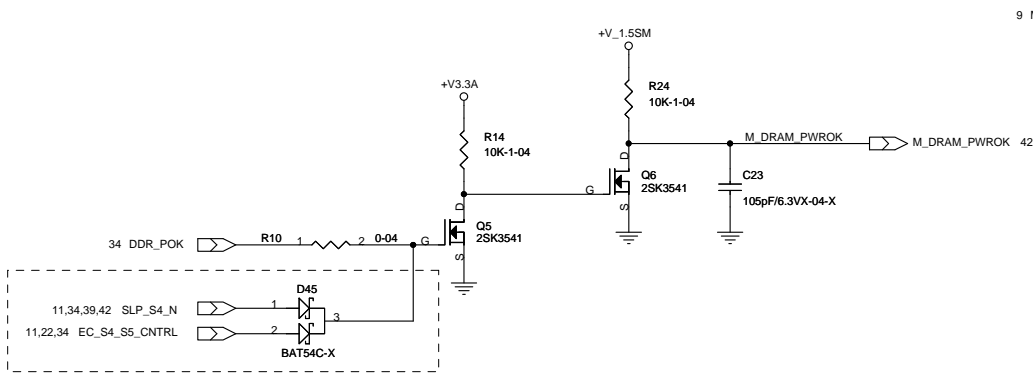 9 M
+V_1.5SM
R24
10K-1-04
+V3.3A
R14
10K-1-04
M_DRAM_PWROK
M_DRAM_PWROK 42
D
G
S
Q6
2SK3541
C23
105pF/6.3VX-04-X
D
G
S
Q5
2SK3541
34 DDR_POK
R10
1
2
0-04
D45
11,34,39,42 SLP_S4_N
1
3
11,22,34 EC_S4_S5_CNTRL
2
BAT54C-X